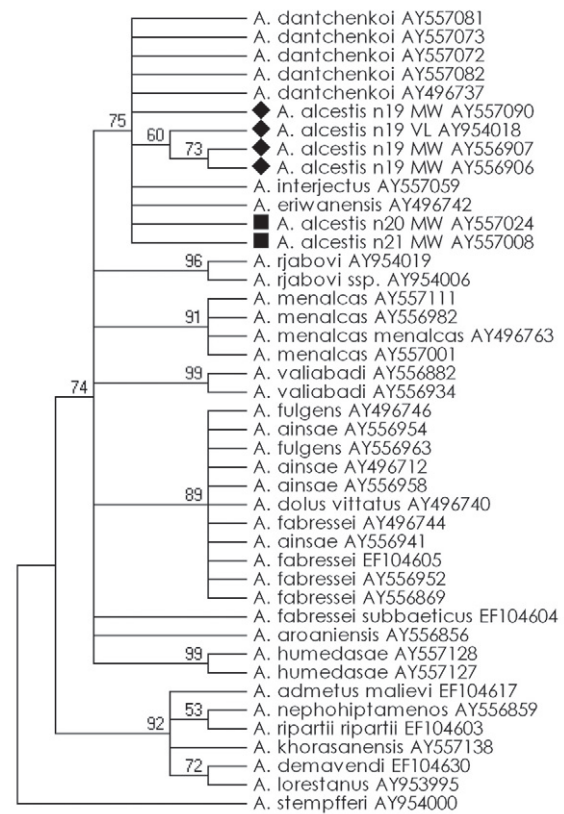 A. dantchenkoi AY557081
A. dantchenkoi AY557073
A. dantchenkoi AY557072
A. dantchenkoi AY557082
A. dantchenkoi AY496737
75
A. alcestis n19 MW AY557090
60
A. alcestis n19 VL AY954018
73
A. alcestis n19 MW AY556907
A. alcestis n19 MW AY556906
A. interjectus AY557059
A. eriwanensis AY496742
A. alcestis n20 MW AY557024
A. alcestis n21 MW AY557008
96
A. rjabovi AY954019
A. rjabovi ssp. AY954006
A. menalcas AY557111
91
A. menalcas AY556982
A. menalcas menalcas AY496763
A. menalcas AY557001
99
A. valiabadi AY556882
74
A. valiabadi AY556934
A. fulgens AY496746
A. ainsae AY556954
A. fulgens AY556963
A. ainsae AY496712
A. ainsae AY556958
89
A. dolus vittatus AY496740
A. fabressei AY496744
A. ainsae AY556941
A. fabressei EF104605
A. fabressei AY556952
A. fabressei AY556869
A. fabressei subbaeticus EF104604
A. aroaniensis AY556856
99
A. humedasae AY557128
A. humedasae AY557127
A. admetus malievi EF104617
53
A. nephohiptamenos AY556859
92
A. ripartii ripartii EF104603
A. khorasanensis AY557138
72
A. demavendi EF104630
A. lorestanus AY953995
A. stempfferi AY954000